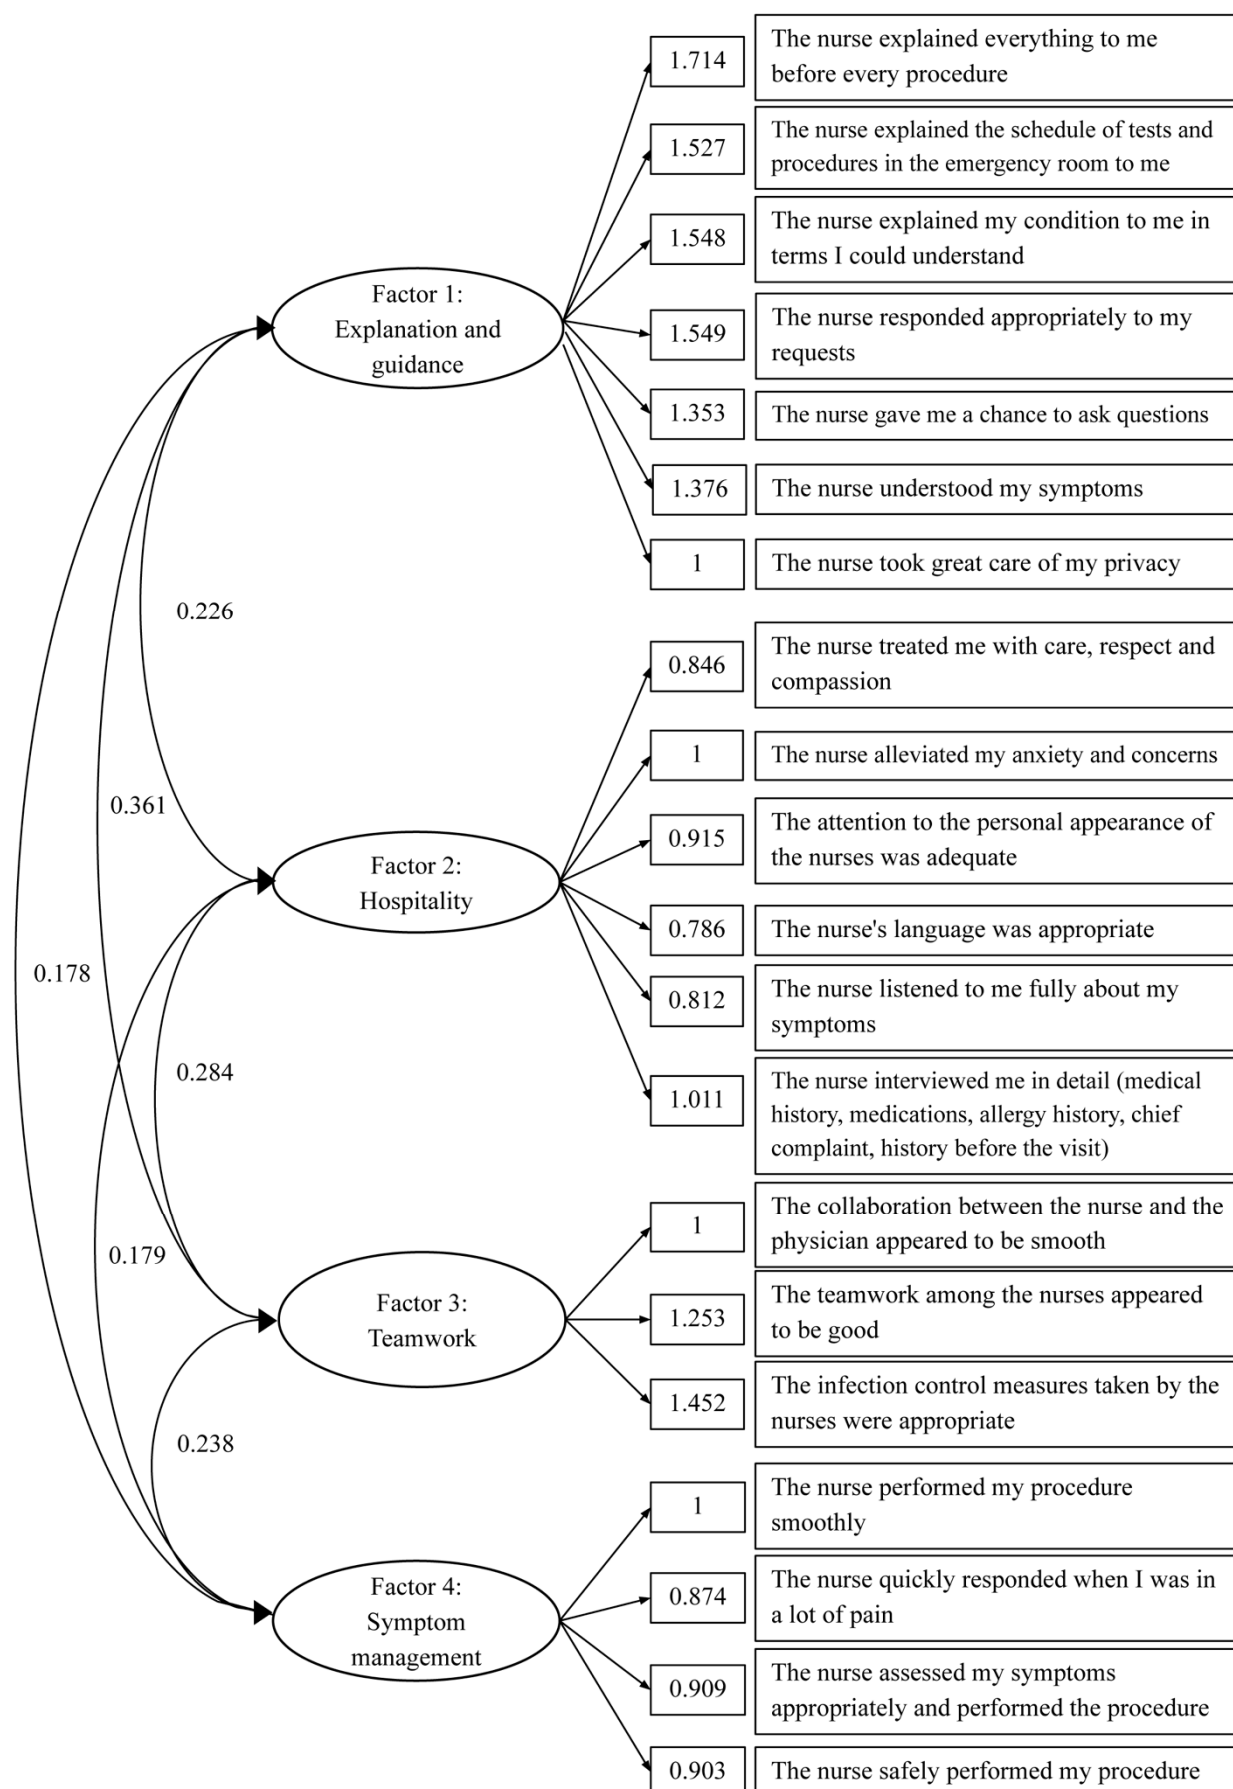 1.714
The nurse explained everything to me
before every procedure
1.527
The nurse explained the schedule of tests and
procedures in the emergency room to me
1.548
The nurse explained my condition to me in
terms I could understand
Factor 1:
Explanation and
guidance
1.549
The nurse responded appropriately to my
requests
1.353
The nurse gave me a chance to ask questions
1.376
The nurse understood my symptoms
1
The nurse took great care of my privacy
0.226
0.846
The nurse treated me with care, respect and
compassion
1
The nurse alleviated my anxiety and concerns
0.361
0.915
The attention to the personal appearance of
the nurses was adequate
Factor 2:
Hospitality
0.786
The nurse's language was appropriate
0.178
0.812
The nurse listened to me fully about my
symptoms
0.284
1.011
The nurse interviewed me in detail (medical
history, medications, allergy history, chief
complaint, history before the visit)
1
The collaboration between the nurse and the
physician appeared to be smooth
0.179
Factor 3:
Teamwork
1.253
The teamwork among the nurses appeared
to be good
1.452
The infection control measures taken by the
nurses were appropriate
0.238
1
The nurse performed my procedure
smoothly
Factor 4:
Symptom
management
0.874
The nurse quickly responded when I was in
a lot of pain
0.909
The nurse assessed my symptoms
appropriately and performed the procedure
0.903
The nurse safely performed my procedure